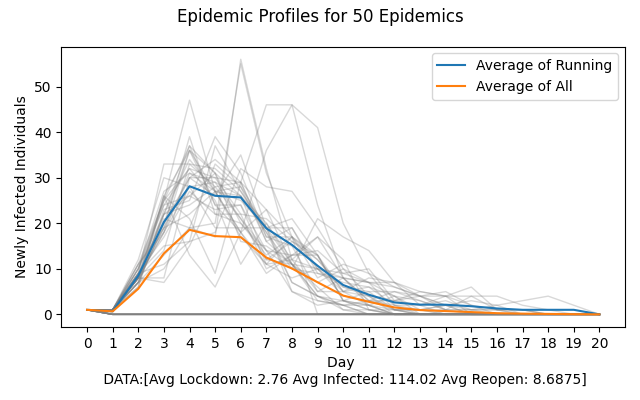 Epidemic Profiles for 50 Epidemics
Average of Running
Average of All
Newly Infected Individuals
50
40
30
20
10
0
0 1 2 3 4 5 6 7 8 9 10 11 12 13 14 15 16 17 18 19 20
Day
DATA:[Avg Lockdown: 2.76 Avg Infected: 114.02 Avg Reopen: 8.6875]